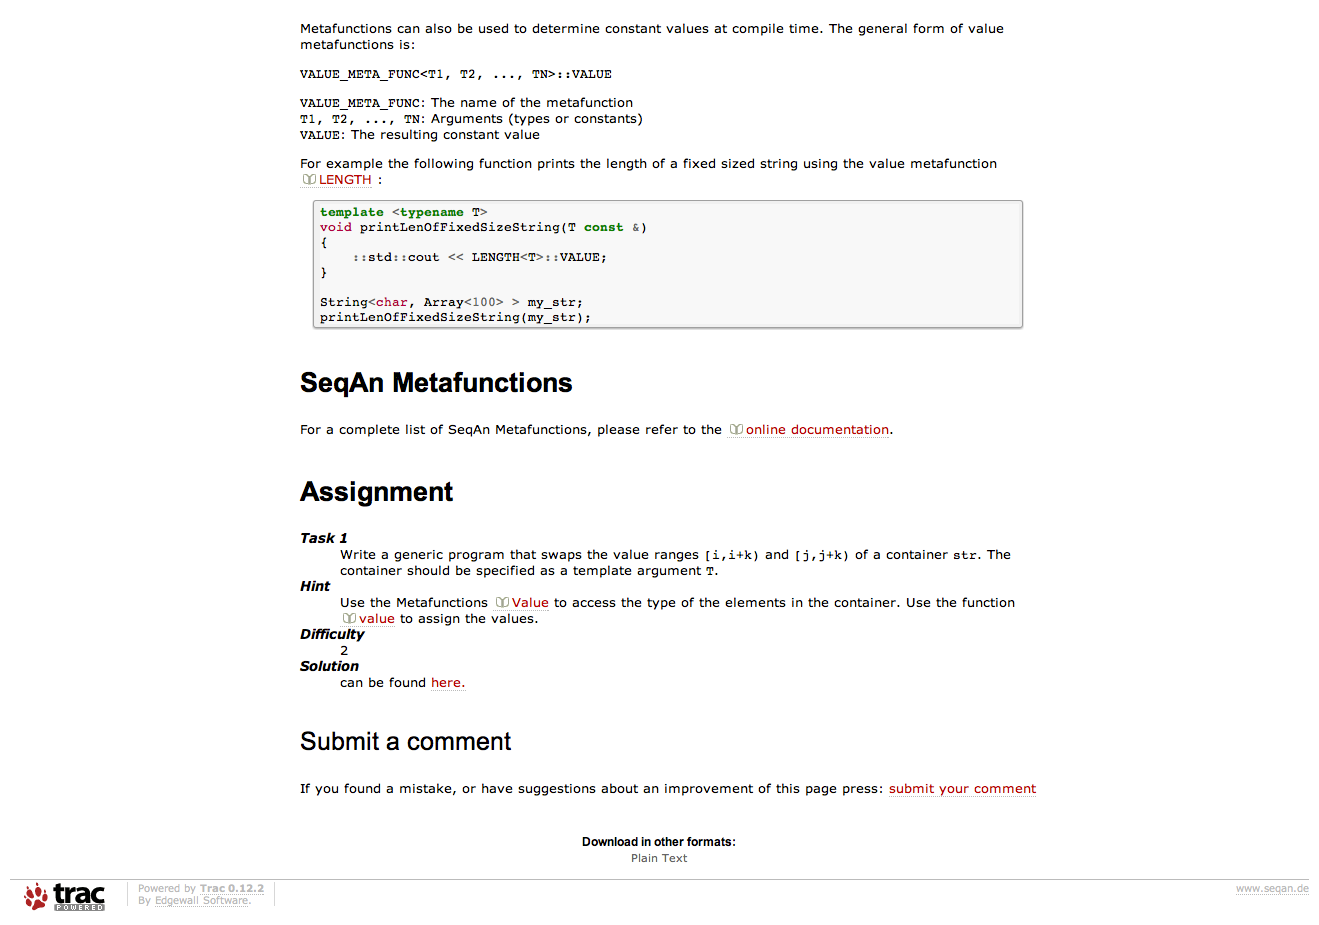 Metafunctions can also be used to determine constant values at compile time. The general form of value
metafunctions is:
VALUE_META_FUNC<T1, T2, ..., TN>::VALUE
VALUE_META_FUNC: The name of the metafunction
T1, T2, ..., TN: Arguments (types or constants)
VALUE: The resulting constant value
For example the following function prints the length of a fixed sized string using the value metafunction
LENGTH :
template <typename T>
void printLenOfFixedSizeString(T const &)
{
    ::std::cout << LENGTH<T>::VALUE;
}
String<char, Array<100> > my_str;
printLenOfFixedSizeString(my_str);
SeqAn Metafunctions
For a complete list of SeqAn Metafunctions, please refer to the online documentation.
Assignment
Task 1
Write a generic program that swaps the value ranges [i,i+k) and [j,j+k) of a container str. The
container should be specified as a template argument T.
Hint
Use the Metafunctions Value to access the type of the elements in the container. Use the function
value to assign the values.
Difficulty
2
Solution
can be found here.
Submit a comment
If you found a mistake, or have suggestions about an improvement of this page press: submit your comment
Download in other formats:
Plain Text
trac
POWERED
Powered by Trac 0.12.2
By Edgewall Software.
www.seqan.de